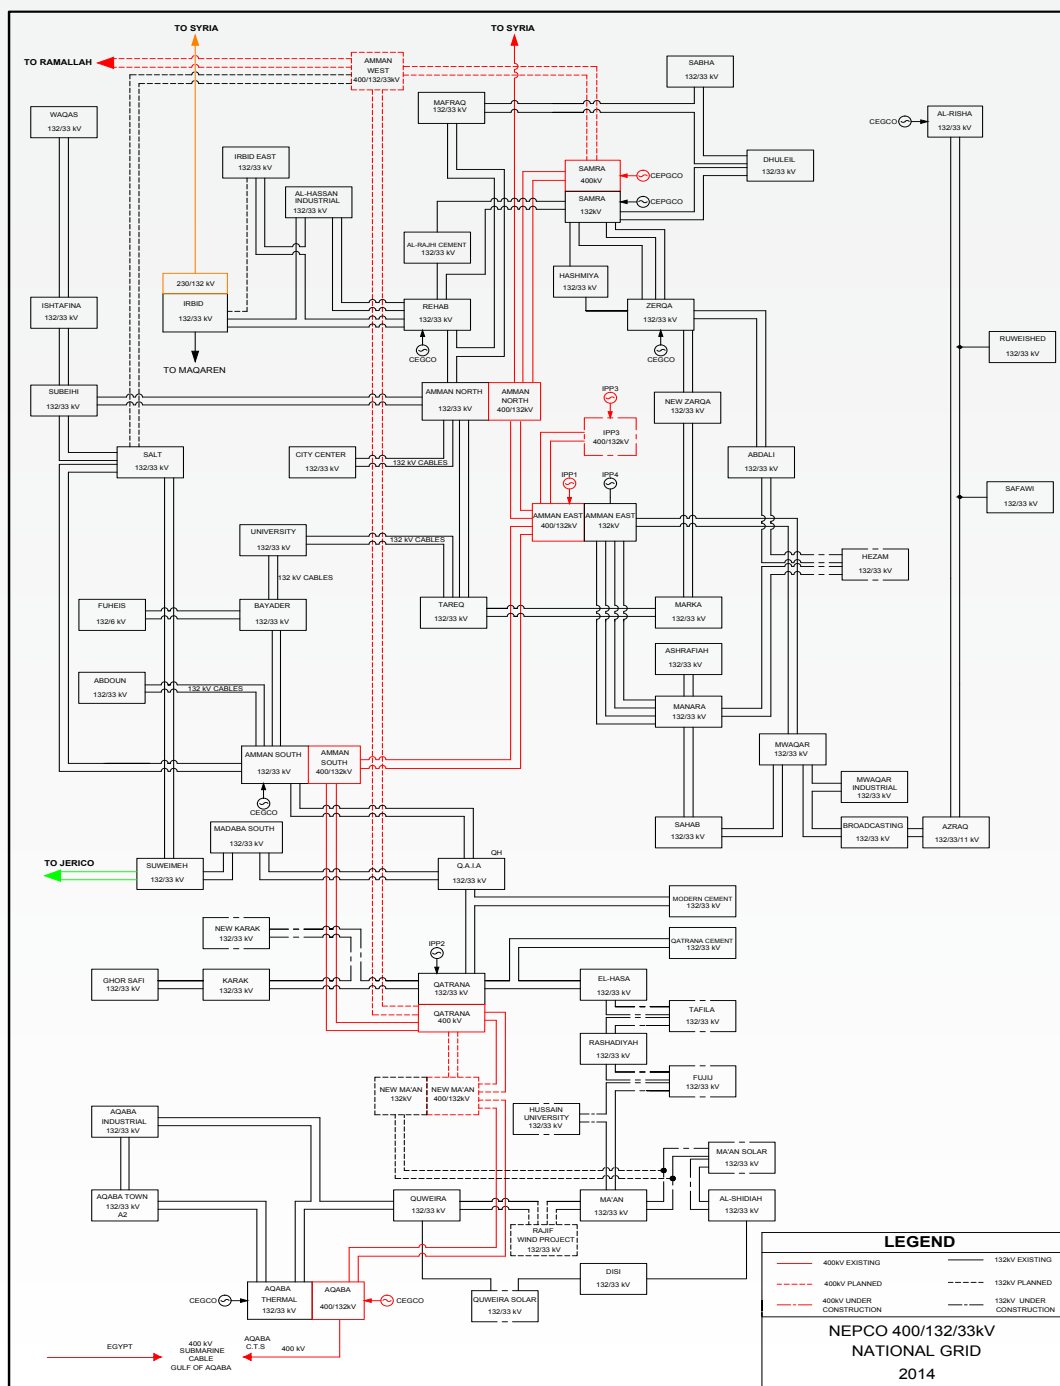 TO SYRIA
TO SYRIA
TO RAMALLAH
AMMAN
WEST
400/132/33kV
SABHA
132/33 kV
MAFRAQ
132/33 kV
WAQAS
132/33 kV
CEGCO
AL-RISHA
132/33 kV
IRBID EAST
132/33 kV
DHULEIL
132/33 kV
SAMRA
400kV
CEPGCO
AL-HASSAN
INDUSTRIAL
132/33 kV
SAMRA
132kV
CEPGCO
AL-RAJHI CEMENT
132/33 kV
HASHMIYA
132/33 kV
230/132 kV
IRBID
132/33 kV
ISHTAFINA
132/33 kV
REHAB
132/33 kV
ZERQA
132/33 kV
CEGCO
CEGCO
RUWEISHED
132/33 kV
TO MAQAREN
SUBEIHI
132/33 kV
AMMAN NORTH
132/33 kV
AMMAN
NORTH
400/132kV
IPP3
NEW ZARQA
132/33 kV
IPP3
400/132kV
SALT
132/33 kV
CITY CENTER
132/33 kV
132 kV CABLES
ABDALI
132/33 kV
IPP1
IPP4
SAFAWI
132/33 kV
AMMAN EAST
400/132kV
AMMAN EAST
132kV
UNIVERSITY
132/33 kV
132 kV CABLES
HEZAM
132/33 kV
132 kV CABLES
FUHEIS
132/6 kV
BAYADER
132/33 kV
TAREQ
132/33 kV
MARKA
132/33 kV
ASHRAFIAH
132/33 kV
ABDOUN
132/33 kV
132 kV CABLES
MANARA
132/33 kV
AMMAN SOUTH
132/33 kV
AMMAN
SOUTH
400/132kV
MWAQAR
132/33 kV
MWAQAR
INDUSTRIAL
132/33 kV
CEGCO
MADABA SOUTH
132/33 kV
SAHAB
132/33 kV
BROADCASTING
132/33 kV
AZRAQ
132/33/11 kV
TO JERICO
SUWEIMEH
132/33 kV
QH
Q.A.I.A
132/33 kV
MODERN CEMENT
132/33 kV
NEW KARAK
132/33 kV
IPP2
QATRANA CEMENT
132/33 kV
GHOR SAFI
132/33 kV
KARAK
132/33 kV
QATRANA
132/33 kV
EL-HASA
132/33 kV
QATRANA
400 kV
TAFILA
132/33 kV
RASHADIYAH
132/33 kV
NEW MA'AN
132kV
NEW MA'AN
400/132kV
FUJIJ
132/33 kV
AQABA
INDUSTRIAL
132/33 kV
HUSSAIN
UNIVERSITY
132/33 kV
MA'AN SOLAR
132/33 kV
AQABA TOWN
132/33 kV
A2
QUWEIRA
132/33 kV
MA'AN
132/33 kV
AL-SHIDIAH
132/33 kV
RAJIF
WIND PROJECT
132/33 kV
DISI
132/33 kV
CEGCO
AQABA
THERMAL
132/33 kV
AQABA
400/132kV
CEGCO
QUWEIRA SOLAR
132/33 kV
EGYPT
400 kV
SUBMARINE
CABLE
GULF OF AQABA
AQABA
C.T.S
400 kV
LEGEND
400kV EXISTING
132kV EXISTING
400kV PLANNED
132kV PLANNED
400kV UNDER
CONSTRUCTION
132kV UNDER
CONSTRUCTION
NEPCO 400/132/33kV
NATIONAL GRID
2014